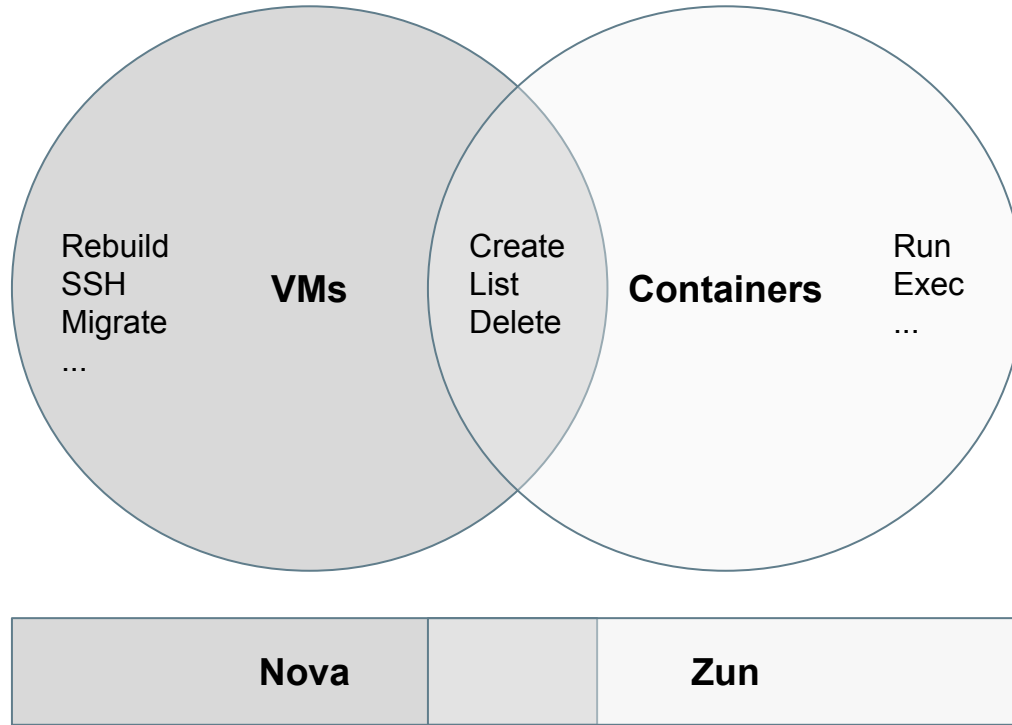 Rebuild
SSH
Migrate
...
VMs
Create
List
Delete
Containers
Run
Exec
...
Nova
Zun